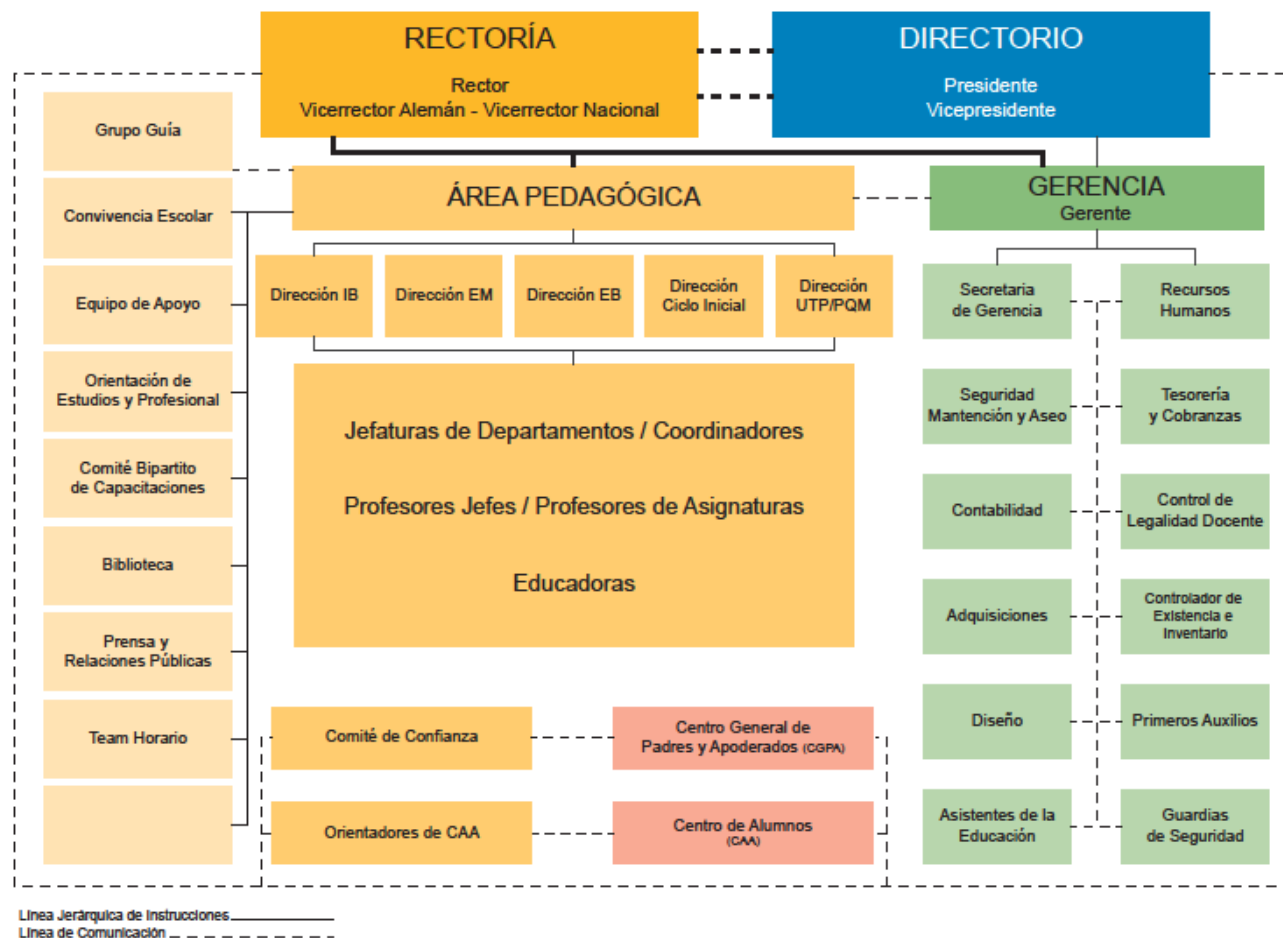 RECTORÍA
Rector
Vicerrector Alemán - Vicerrector Nacional
DIRECTORIO
Presidente
Vicepresidente
Grupo Guía
Convivencia Escolar
Equipo de Apoyo
Orientación de
Estudios y Profesional
Comité Bipartito
de Capacitaciones
Biblioteca
Prensa y
Relaciones Públicas
Team Horario
ÁREA PEDAGÓGICA
Dirección IB
Dirección EM
Dirección EB
Dirección
Ciclo Inicial
Dirección
UTP/PQM
Jefaturas de Departamentos / Coordinadores
Profesores Jefes / Profesores de Asignaturas
Educadoras
Comité de Confianza
Centro General de
Padres y Apoderados (CGPA)
Orientadores de CAA
Centro de Alumnos
(CAA)
GERENCIA
Gerente
Secretaria
de Gerencia
Recursos
Humanos
Seguridad
Mantención y Aseo
Tesorería
y Cobranzas
Contabilidad
Control de
Legalidad Docente
Adquisiciones
Controlador de
Existencia e
Inventario
Diseño
Primeros Auxilios
Asistentes de la
Educación
Guardias
de Seguridad
Línea Jerárquica de Instrucciones
Línea de Comunicación